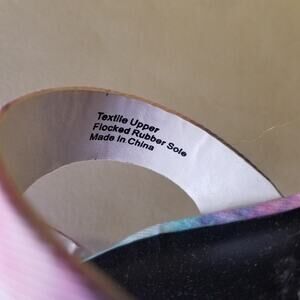 Textile Upper
Flocked Rubber Sole
Made In China